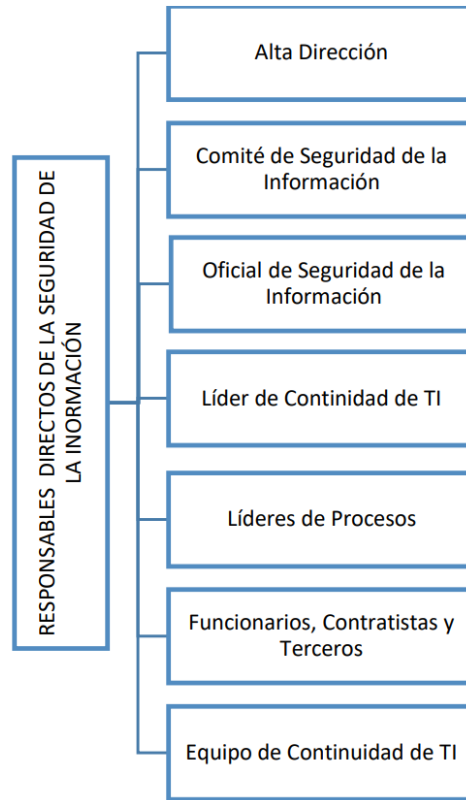 RESPONSABLES DIRECTOS DE LA SEGURIDAD DE
LA INORMACIÓN
Alta Dirección
Comité de Seguridad de la
Información
Oficial de Seguridad de la
Información
Líder de Continidad de TI
Líderes de Procesos
Funcionarios, Contratistas y
Terceros
Equipo de Continuidad de TI